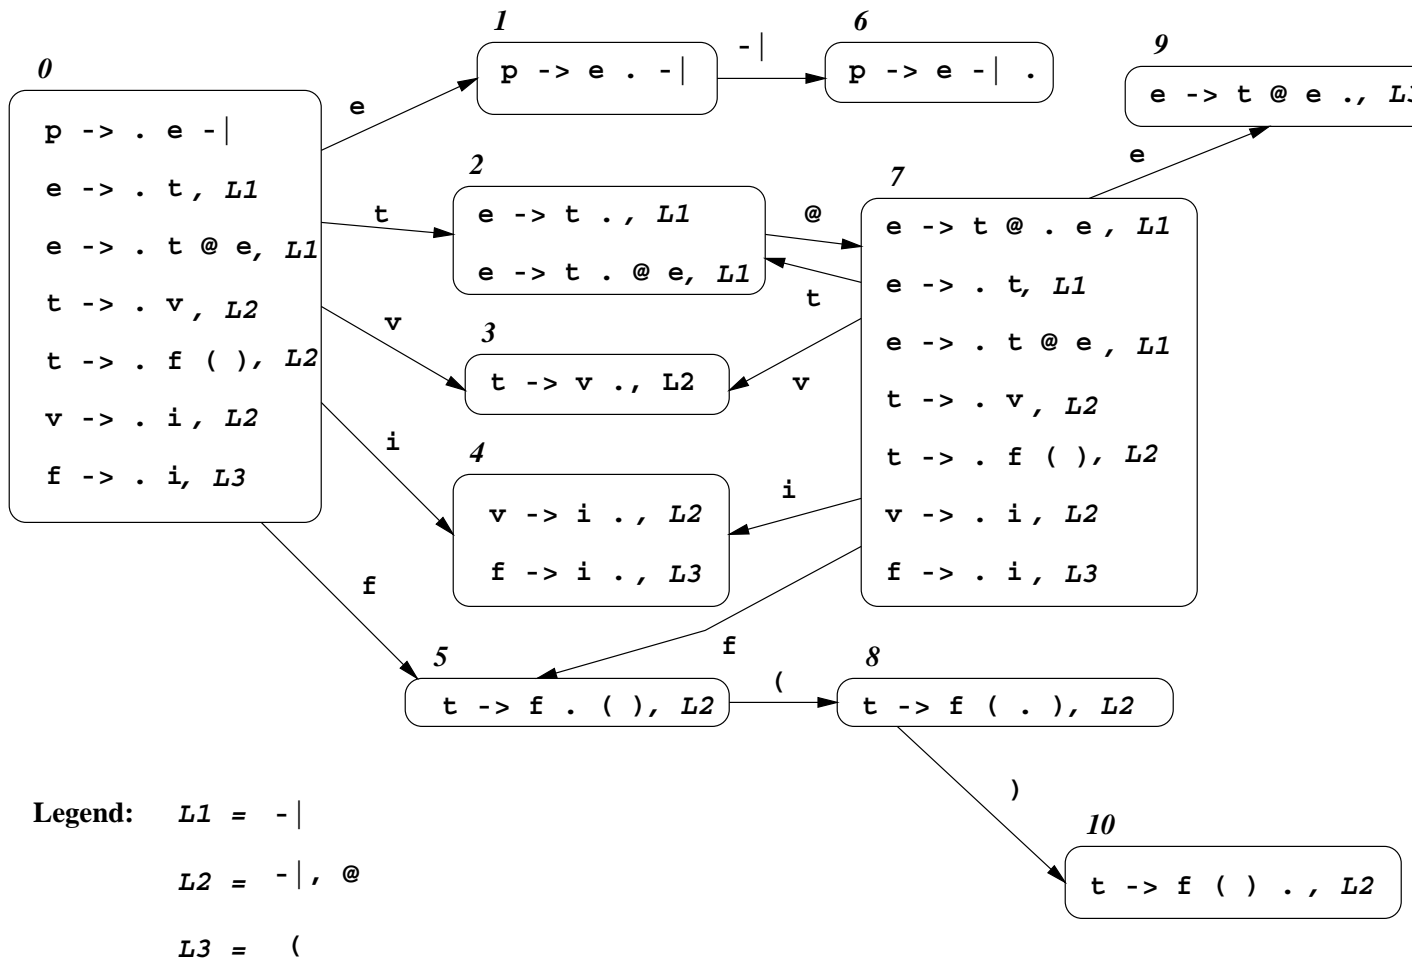 0
p -> . e -|
e -> . t, L1
e -> . t @ e, L1
t -> . v, L2
t -> . f ( ), L2
v -> . i, L2
f -> . i, L3
e
t
v
i
f
1
p -> e . -|
-|
6
p -> e -| .
2
e -> t ., L1
e -> t . @ e, L1
@
t
3
t -> v ., L2
v
4
v -> i ., L2
f -> i ., L3
i
5
t -> f . ( ), L2
f
(
7
e -> t @ . e, L1
e -> . t, L1
e -> . t @ e, L1
t -> . v, L2
t -> . f ( ), L2
v -> . i, L2
f -> . i, L3
e
9
e -> t @ e ., L3
8
t -> f ( . ), L2
)
10
t -> f ( ) ., L2
Legend: L1 = -|
L2 = -|, @
L3 = (